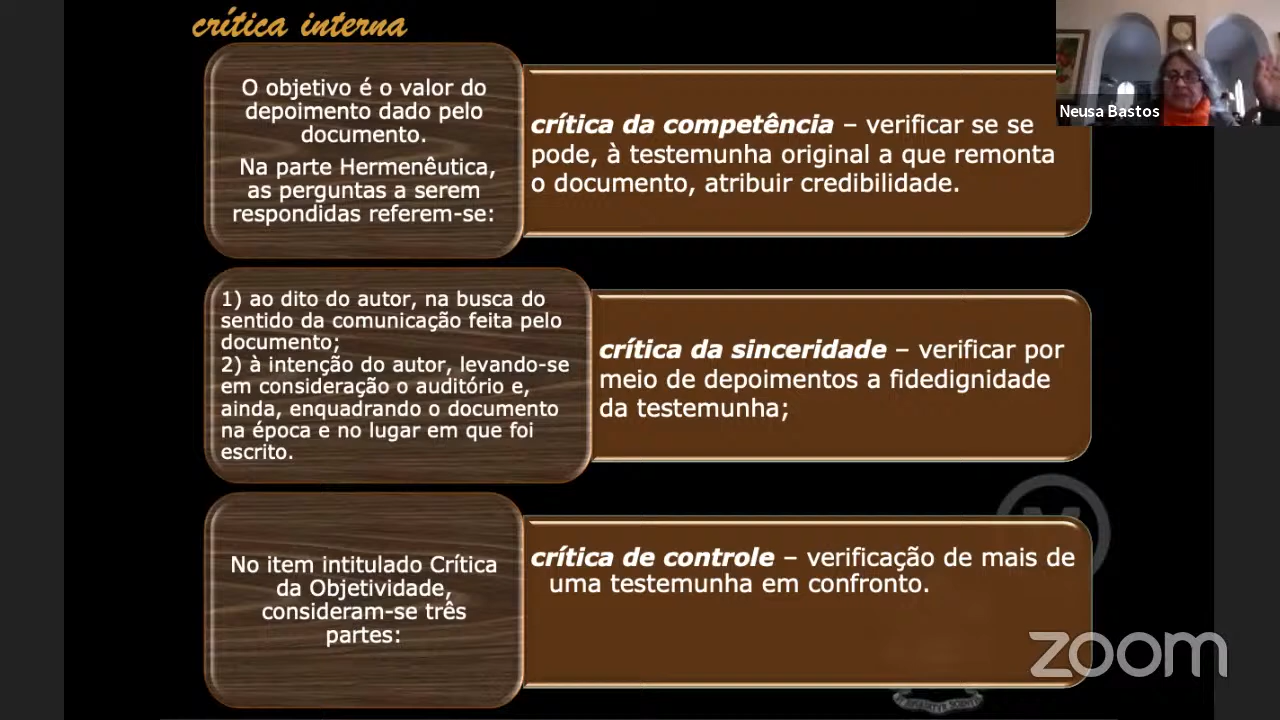 crítica interna
O objetivo é o valor do
depoimento dado pelo
documento.
Na parte Hermenêutica,
as perguntas a serem
respondidas referem-se:
crítica da competência – verificar se se
pode, à testemunha original a que remonta
o documento, atribuir credibilidade.
Neusa Bastos
1) ao dito do autor, na busca do
sentido da comunicação feita pelo
documento;
2) à intenção do autor, levando-se
em consideração o auditório e,
ainda, enquadrando o documento
na época e no lugar em que foi
escrito.
crítica da sinceridade – verificar por
meio de depoimentos a fidedignidade
da testemunha;
No item intitulado Crítica
da Objetividade,
consideram-se três
partes:
crítica de controle – verificação de mais de
uma testemunha em confronto.
zoom